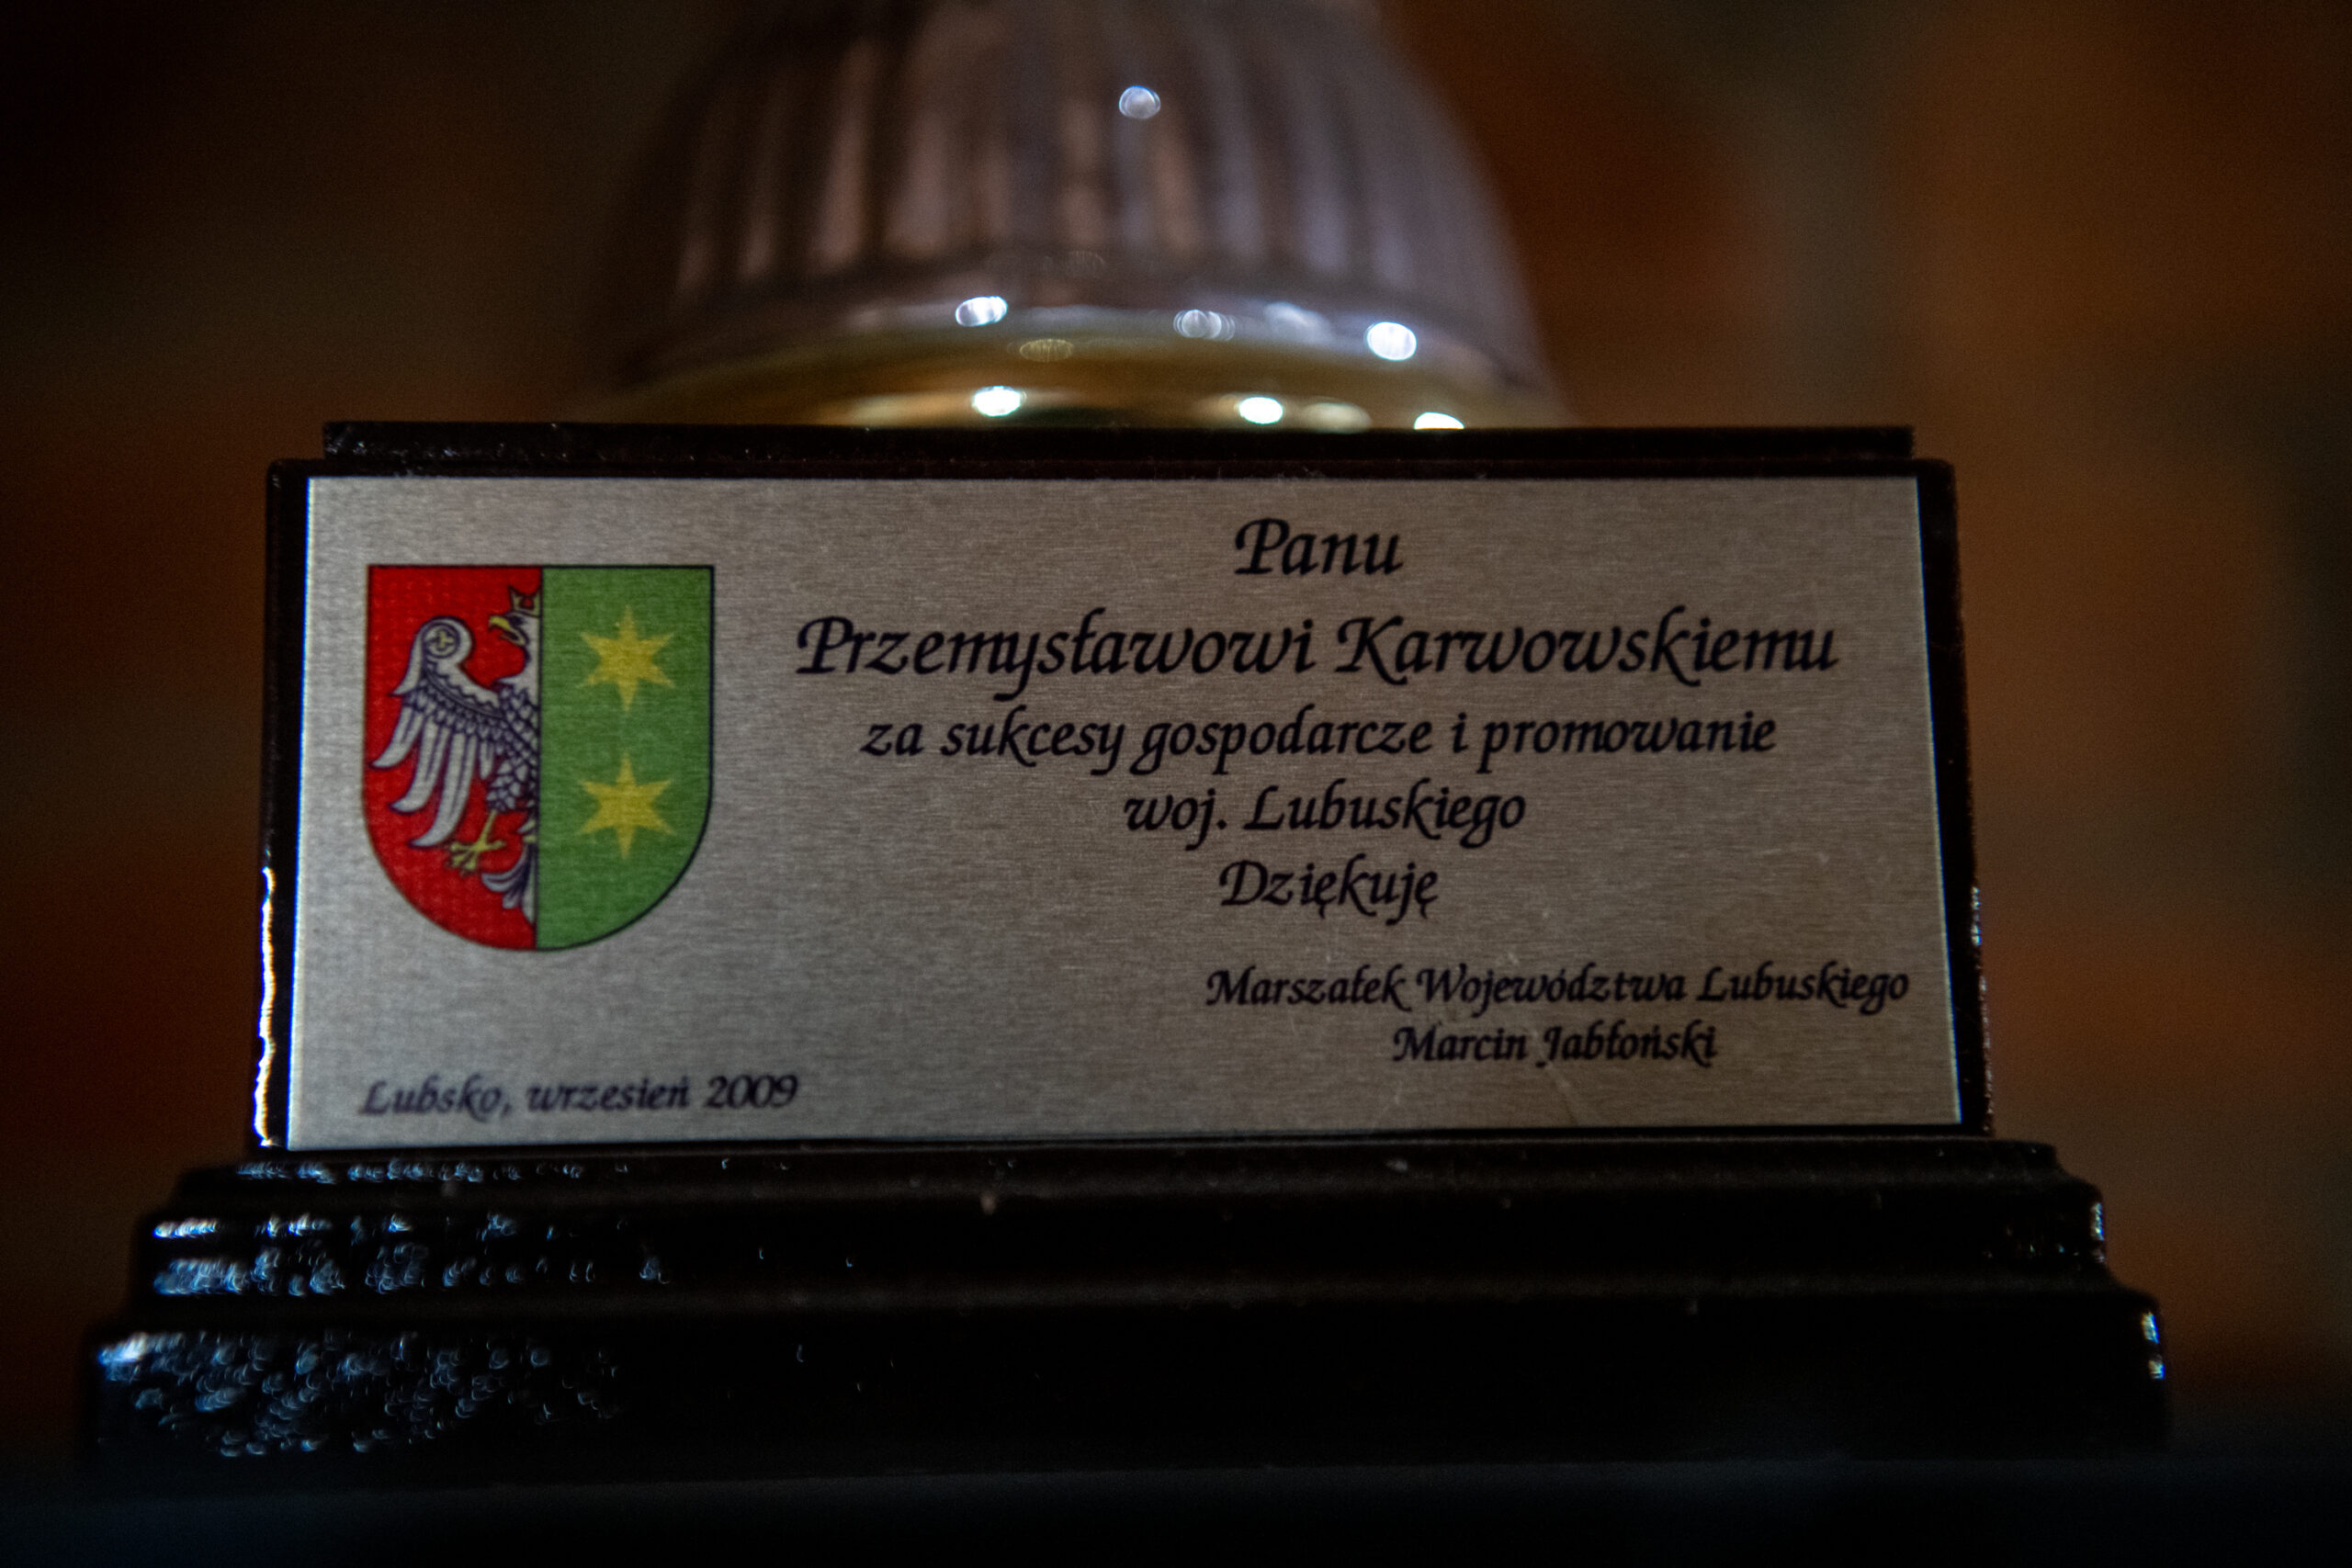 Panu
Przemysławowi Karwowskiemu
za sukcesy gospodarcze i promowanie
woj. Lubuskiego
Dziękuję
Marszałek Województwa Lubuskiego
Marcin Jabłoński
Lubsko, wrzesień 2009